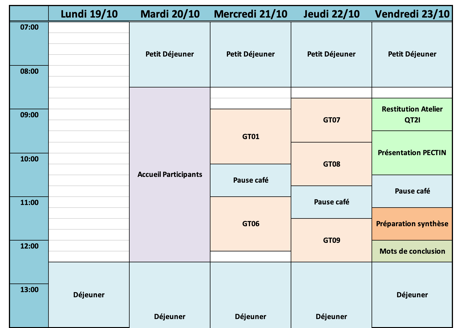 Lundi 19/10 Mardi 20/10 Mercredi 21/10 Jeudi 22/10 Vendredi 23/10
07:00
Petit Déjeuner Petit Déjeuner Petit Déjeuner Petit Déjeuner
08:00
09:00
Restitution Atelier
QT2I
GT07
GT01
10:00
Présentation PECTIN
GT08
Accueil Participants
Pause café
Pause café
11:00
Pause café
GT06
Préparation synthèse
12:00
GT09
Mots de conclusion
13:00
Déjeuner
Déjeuner
Déjeuner
Déjeuner
Déjeuner